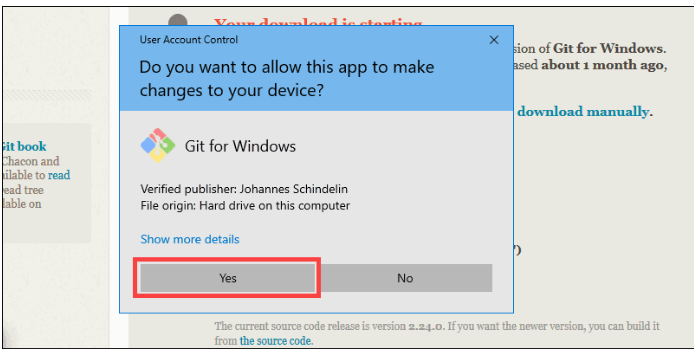 Your download is starting
User Account Control
Do you want to allow this app to make
changes to your device?
sion of Git for Windows.
ased about 1 month ago,
download manually.
Git book
Chacon and
ailable to read
ead tree
lable on
Git for Windows
Verified publisher: Johannes Schindelin
File origin: Hard drive on this computer
Show more details
Yes
No
')
The current source code release is version 2.24.0. If you want the newer version, you can build it
from the source code.